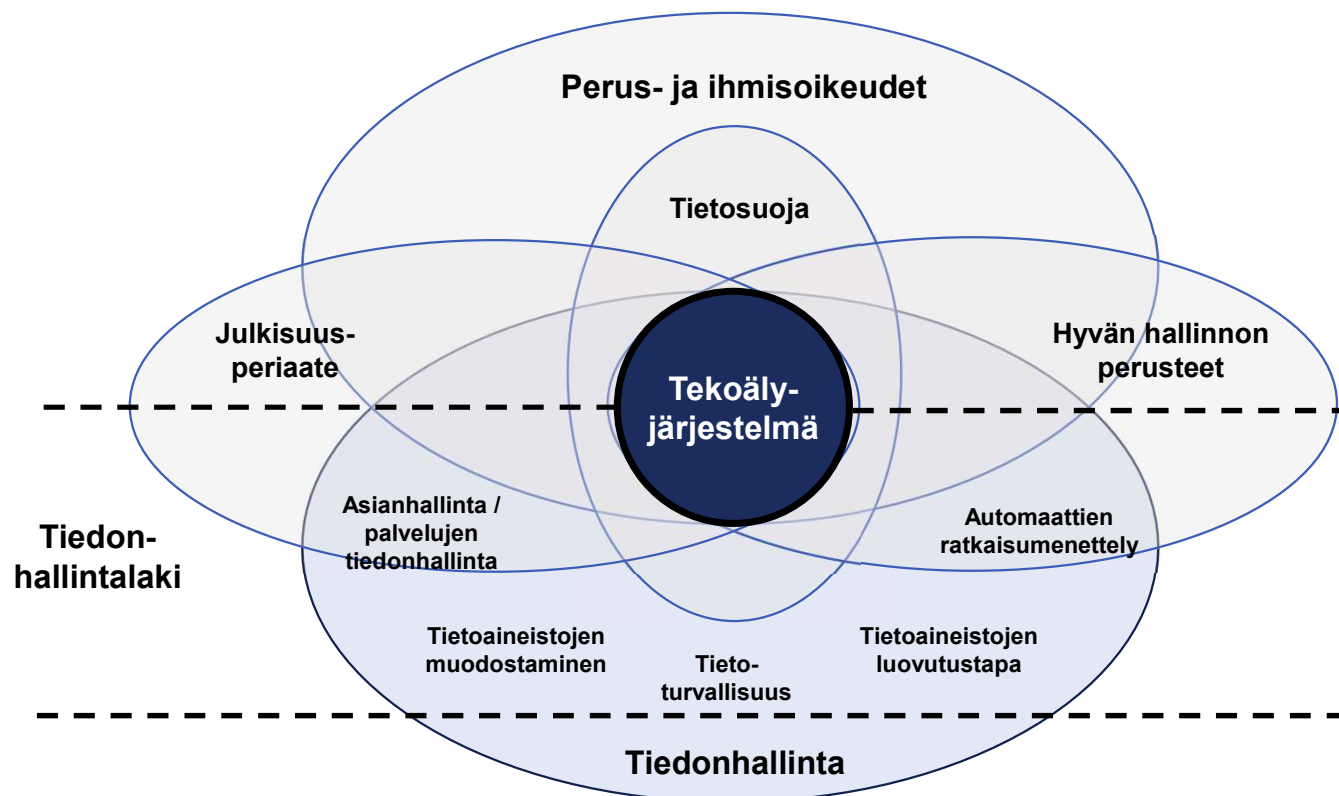 Perus- ja ihmisoikeudet
Tietosuoja
Julkisuus-
periaate
Hyvän hallinnon
perusteet
Tekoäly-
järjestelmä
Tiedon-
hallintalaki
Asianhallinta /
palvelujen
tiedonhallinta
Automaattien
ratkaisumenettely
Tietoaineistojen
muodostaminen
Tieto-
turvallisuus
Tietoaineistojen
luovutustapa
Tiedonhallinta